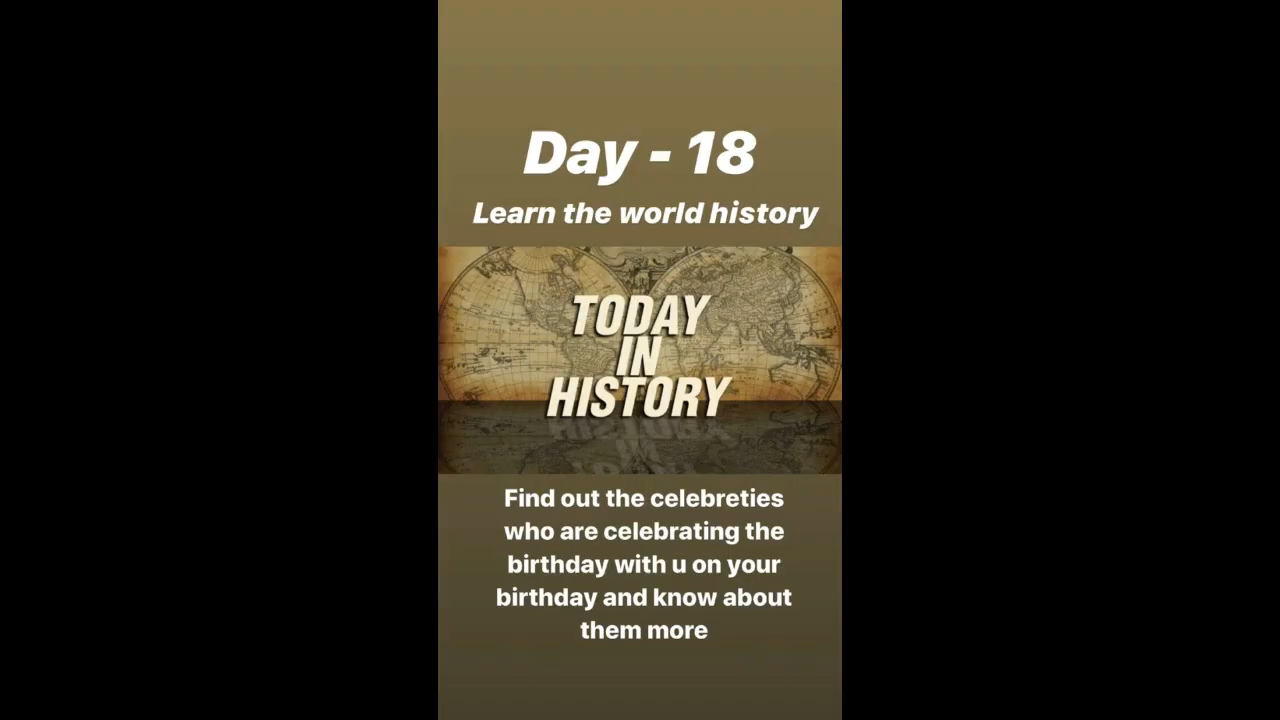 Day - 18
Learn the world history
TODAY
IN
HISTORY
Find out the celebreties
who are celebrating the
birthday with u on your
birthday and know about
them more